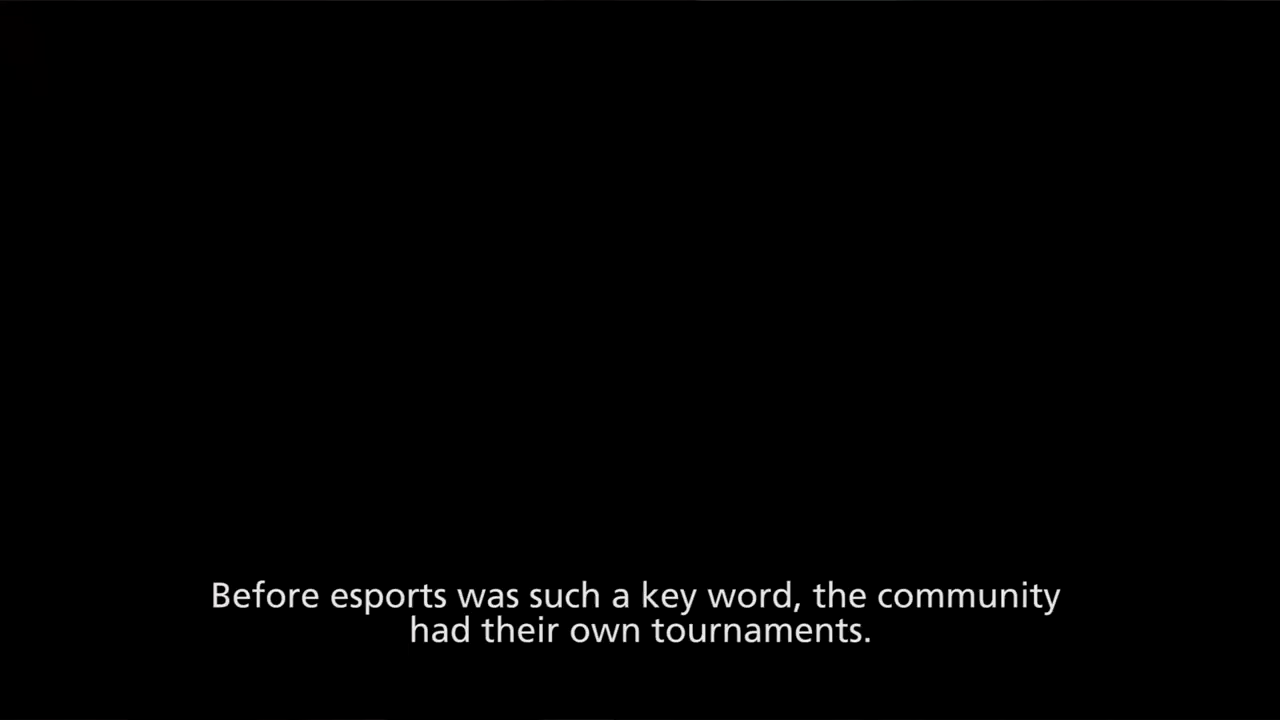 Before esports was such a key word, the community
had their own tournaments.